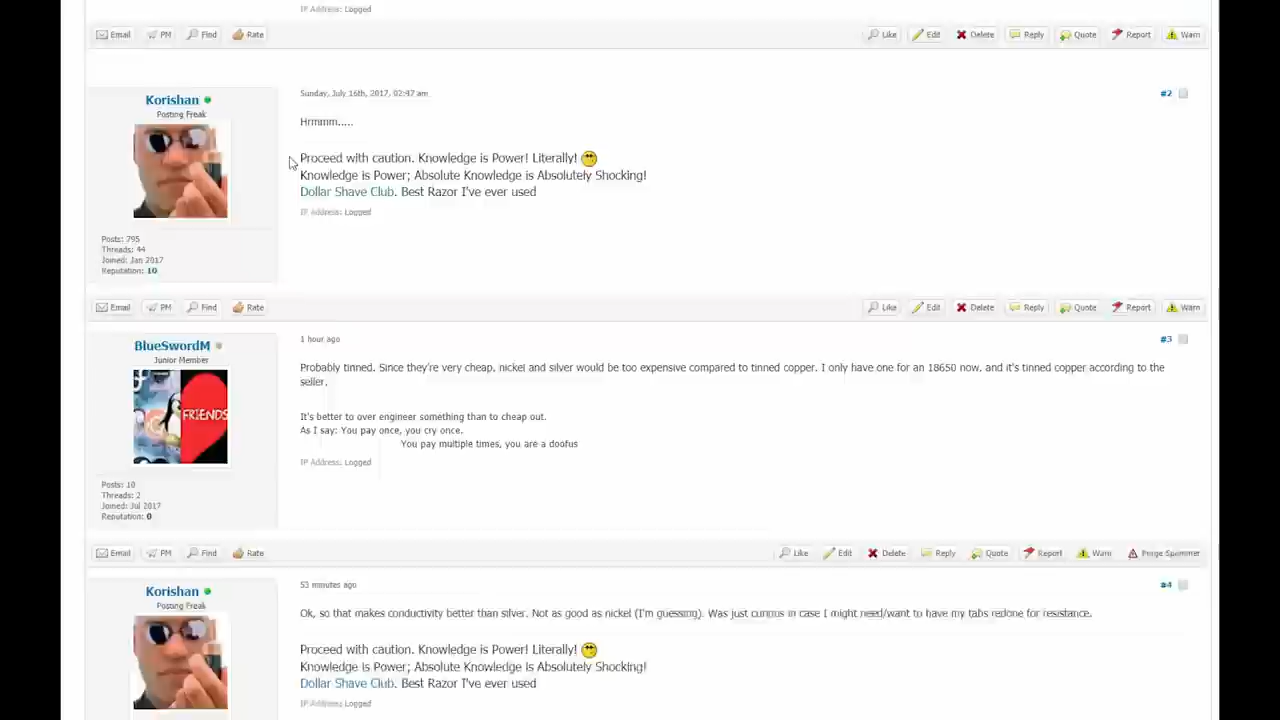 IP Address: Logged
Email PM Find Rate Like Edit Delete Reply Quote Report Warn
Korishan
Posting Freak
Posts: 795
Threads: 44
Joined: Jan 2017
Reputation: 10
Sunday, July 16th, 2017, 02:47 am #2
Hrmmm.....
Proceed with caution. Knowledge is Power! Literally!
Knowledge is Power; Absolute Knowledge is Absolutely Shocking!
Dollar Shave Club. Best Razor I've ever used
IP Address: Logged
Email PM Find Rate Like Edit Delete Reply Quote Report Warn
BlueSwordM
Junior Member
FRIENDS
Posts: 10
Threads: 2
Joined: Jul 2017
Reputation: 0
1 hour ago #3
Probably tinned. Since they're very cheap, nickel and silver would be too expensive compared to tinned copper. I only have one for an 18650 now, and it's tinned copper according to the
seller.
It's better to over engineer something than to cheap out.
As I say: You pay once, you cry once.
You pay multiple times, you are a doofus
IP Address: Logged
Email PM Find Rate Like Edit Delete Reply Quote Report Warn Purge Spammer
Korishan
Posting Freak
53 minutes ago #4
Ok, so that makes conductivity better than silver. Not as good as nickel (I'm guessing). Was just curious in case I might need/want to have my tabs redone for resistance.
Proceed with caution. Knowledge is Power! Literally!
Knowledge is Power; Absolute Knowledge is Absolutely Shocking!
Dollar Shave Club. Best Razor I've ever used
IP Address: Logged